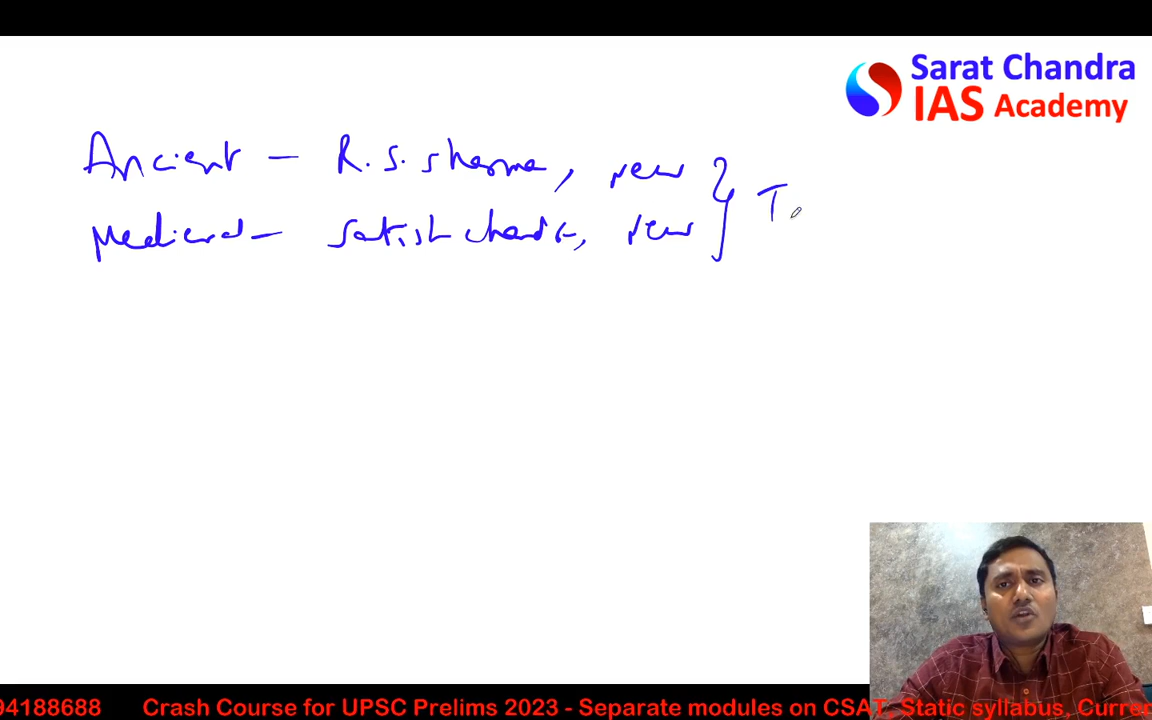 Sarat Chandra
IAS Academy
Ancient – R.S. Sharma, new } T
Medieval – Satish Chandra, new
94188688 Crash Course for UPSC Prelims 2023 - Separate modules on CSAT, Static syllabus, Curre